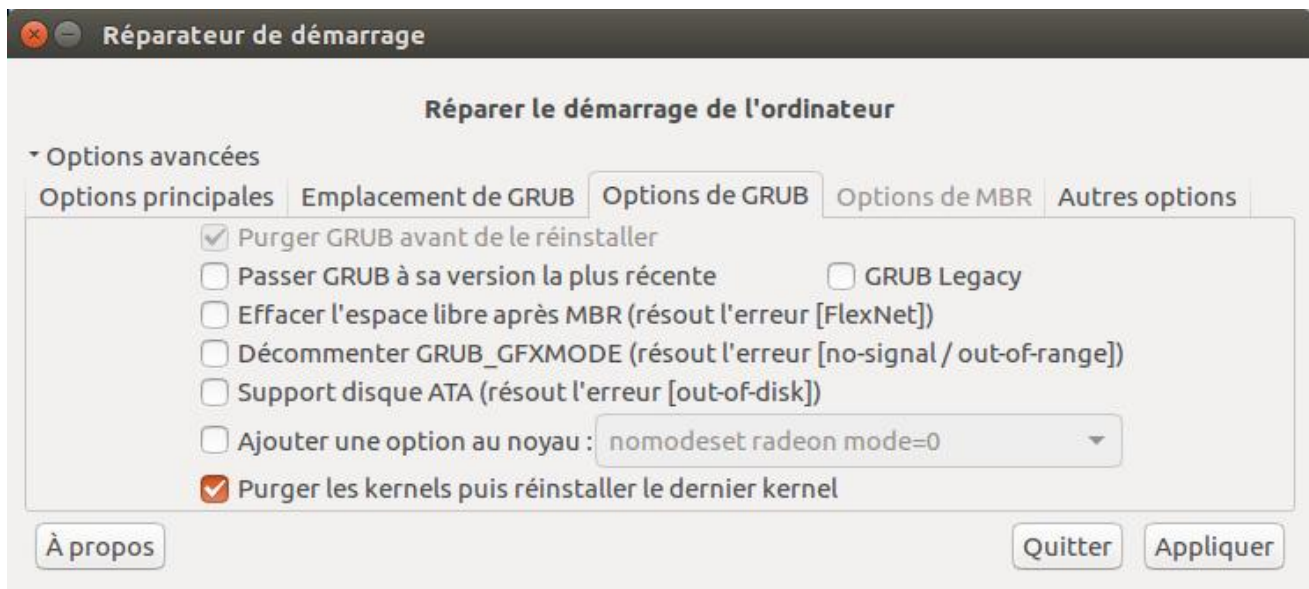 Réparateur de démarrage
Réparer le démarrage de l'ordinateur
Options avancées
Options principales Emplacement de GRUB Options de GRUB Options de MBR Autres options
Purger GRUB avant de le réinstaller
Passer GRUB à sa version la plus récente GRUB Legacy
Effacer l'espace libre après MBR (résout l'erreur [FlexNet])
Décommenter GRUB_GFXMODE (résout l'erreur [no-signal / out-of-range])
Support disque ATA (résout l'erreur [out-of-disk])
Ajouter une option au noyau : nomodeset radeon mode=0
Purger les kernels puis réinstaller le dernier kernel
À propos Quitter Appliquer